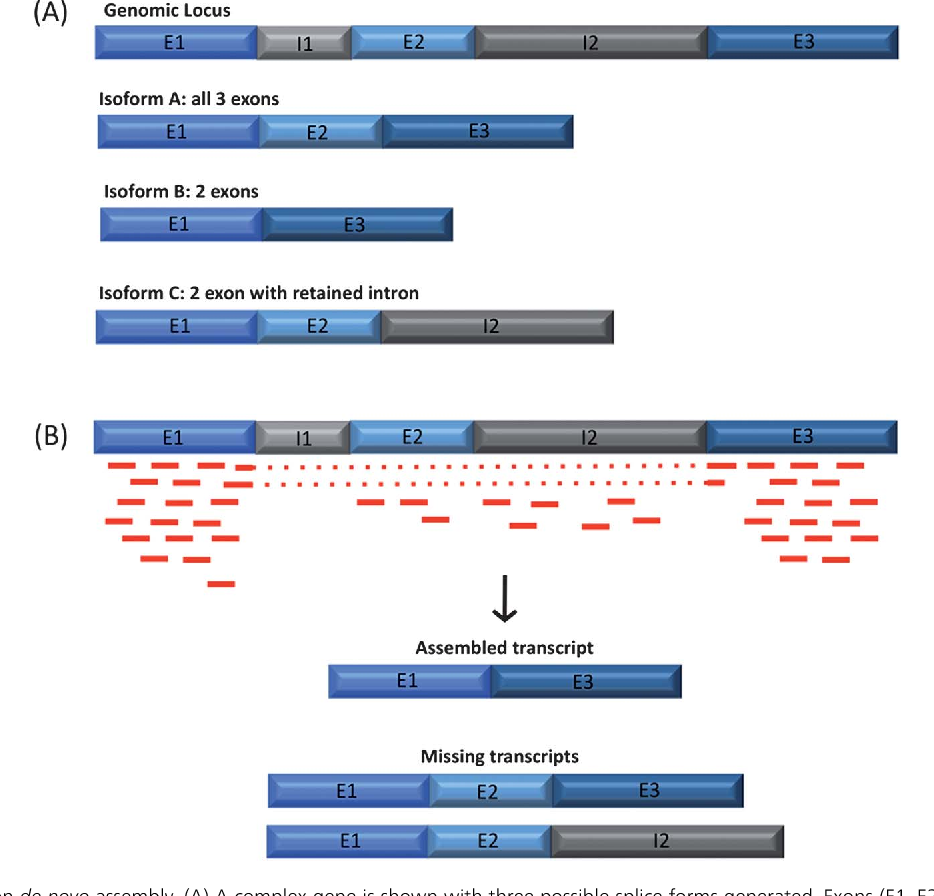 (A)
Genomic Locus
E1 I1 E2 I2 E3
Isoform A: all 3 exons
E1 E2 E3
Isoform B: 2 exons
E1 E3
Isoform C: 2 exon with retained intron
E1 E2 I2
(B)
E1 I1 E2 I2 E3
Assembled transcript
E1 E3
Missing transcripts
E1 E2 E3
E1 E2 I2
de novo assembly. (A) A complex gene is shown with three possible splice forms generated. Exons (E1, E2